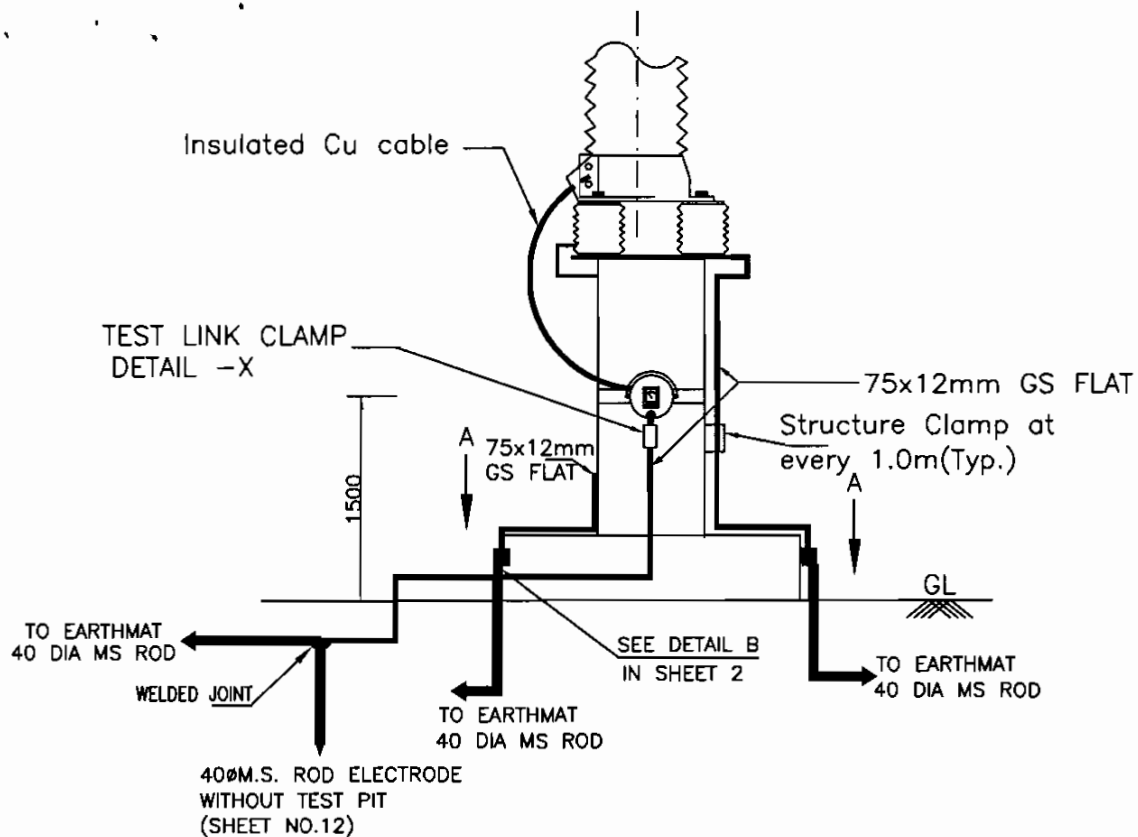 Insulated Cu cable
TEST LINK CLAMP
DETAIL -X
75x12mm GS FLAT
Structure Clamp at
every 1.0m(Typ.)
A
75x12mm
GS FLAT
A
1500
GL
TO EARTHMAT
40 DIA MS ROD
SEE DETAIL B
IN SHEET 2
TO EARTHMAT
40 DIA MS ROD
WELDED JOINT
TO EARTHMAT
40 DIA MS ROD
40øM.S. ROD ELECTRODE
WITHOUT TEST PIT
(SHEET NO.12)